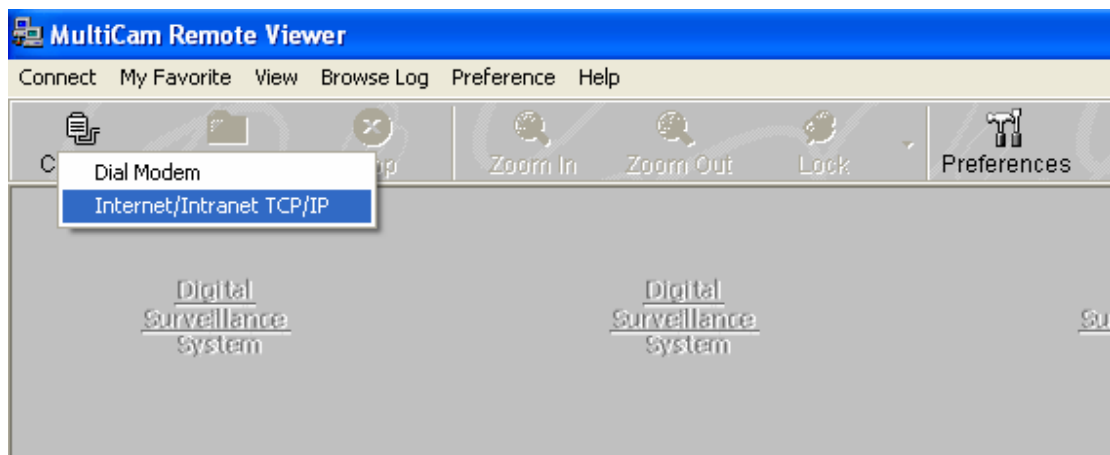 MultiCam Remote Viewer
Connect My Favorite View Browse Log Preference Help
Zoom In Zoom Out Lock Preferences
Dial Modem
Internet/Intranet TCP/IP
Digital Digital
Surveillance Surveillance
System System